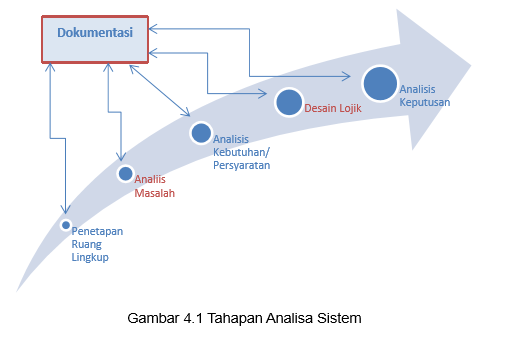 Dokumentasi
Analisis
Keputusan
Desain Lojik
Analisis
Kebutuhan/
Persyaratan
Analiis
Masalah
Penetapan
Ruang
Lingkup
Gambar 4.1 Tahapan Analisa Sistem